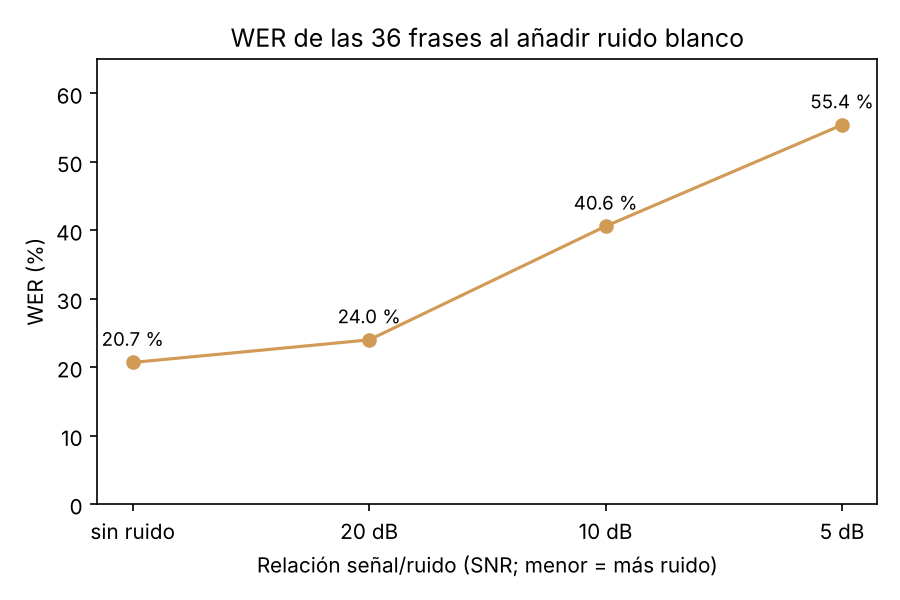 WER de las 36 frases al añadir ruido blanco
WER (%)
60
50
40
30
20
10
0
20.7 %
24.0 %
40.6 %
55.4 %
sin ruido
20 dB
10 dB
5 dB
Relación señal/ruido (SNR; menor = más ruido)